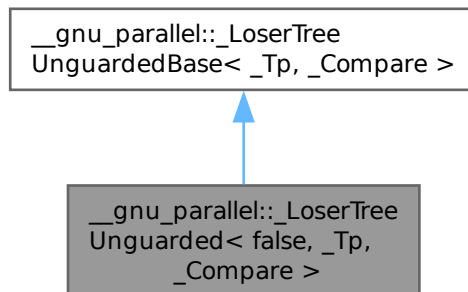 __gnu_parallel::_LoserTree
UnguardedBase< _Tp, _Compare >
__gnu_parallel::_LoserTree
Unguarded< false, _Tp,
_Compare >